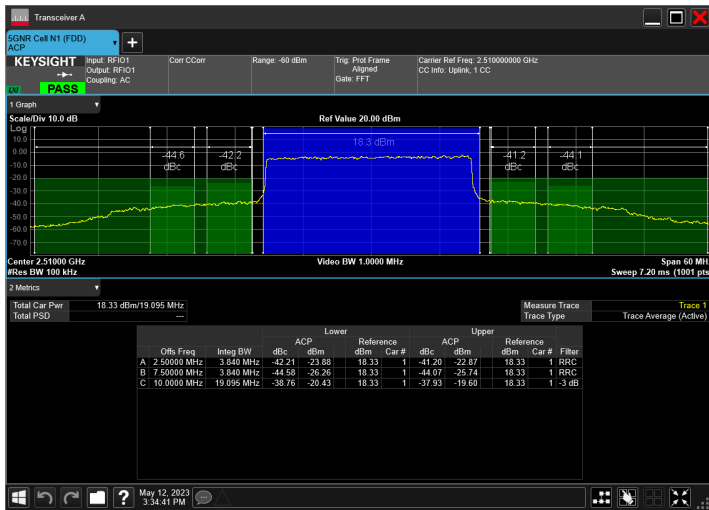 Transceiver A
5GNR Cell N1 (FDD)
ACP
KEYSIGHT
LXI
PASS
Input: RFIO1
Output: RFIO1
Coupling: AC
Corr CCorr
Range: -60 dBm
Trig: Prot Frame
Aligned
Gate: FFT
Carrier Ref Freq: 2.510000000 GHz
CC Info: Uplink, 1 CC
1 Graph
Scale/Div 10.0 dB
Ref Value 20.00 dBm
Log
10.0
0.00
-10.0
-20.0
-30.0
-40.0
-50.0
-60.0
-70.0
-44.6
dBc
-42.2
dBc
18.3 dBm
-41.2
dBc
-44.1
dBc
Center 2.51000 GHz
#Res BW 100 kHz
Video BW 1.0000 MHz
Span 60 MH
Sweep 7.20 ms (1001 pts
2 Metrics
Total Car Pwr 18.33 dBm/19.095 MHz
Total PSD ---
Measure Trace Trace 1
Trace Type Trace Average (Active)
Lower Upper
ACP Reference ACP Reference
Offs Freq Integ BW dBc dBm dBm Car # dBc dBm dBm Car # Filter
A 2.50000 MHz 3.840 MHz -42.21 -23.88 18.33 1 -41.20 -22.87 18.33 1 RRC
B 7.50000 MHz 3.840 MHz -44.58 -26.26 18.33 1 -44.07 -25.74 18.33 1 RRC
C 10.0000 MHz 19.095 MHz -38.76 -20.43 18.33 1 -37.93 -19.60 18.33 1 -3 dB
?
May 12, 2023
3:34:41 PM